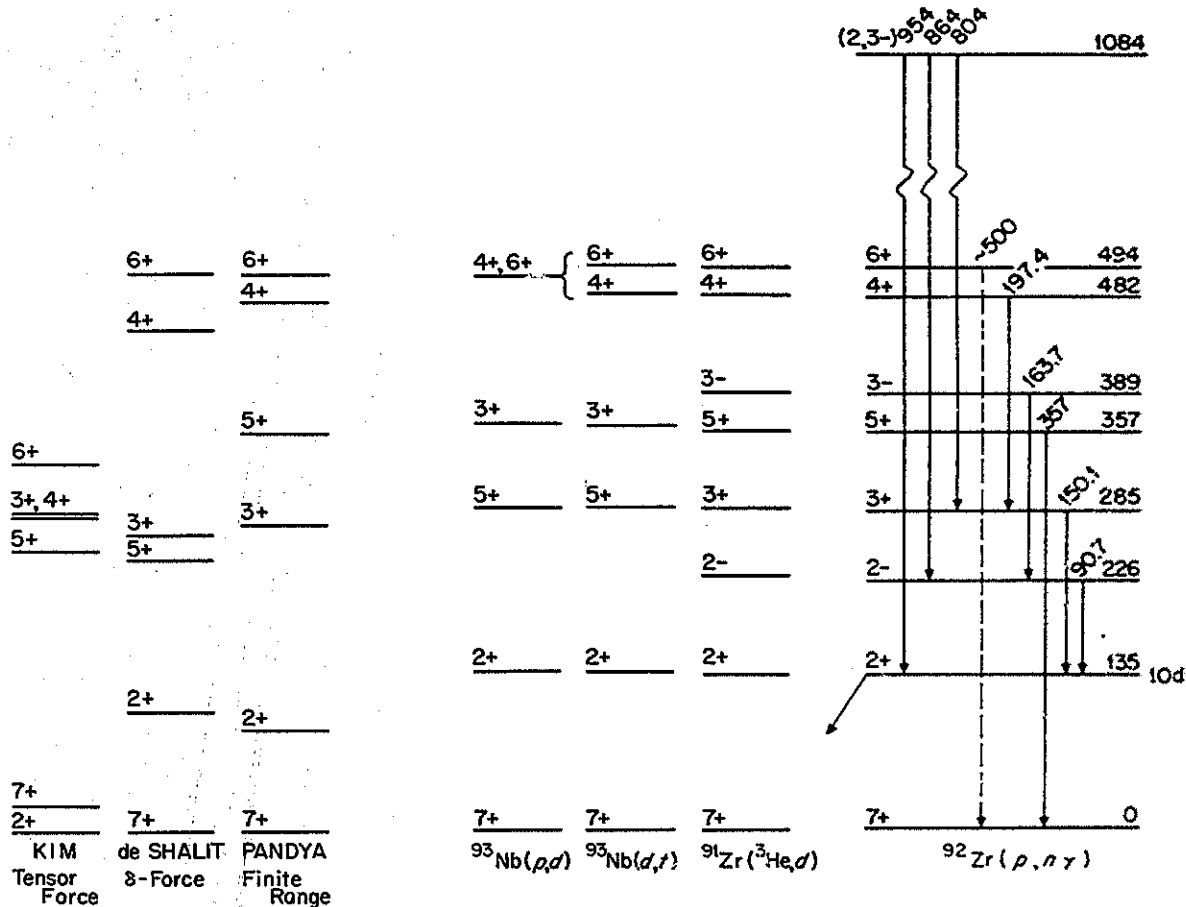 (2,3-) 954 864 804 1084
6+ 6+ 4+,6+ 6+ 6+ 6+ ~500 494
4+ 4+ 4+ 4+ 4+ 197.4 482
3- 3- 163.7 389
5+ 3+ 3+ 5+ 5+ 357 357
6+
3+,4+ 3+ 5+ 5+ 3+ 3+ 150.1 285
5+ 3+
5+
2- 2- 90.7 226
2+ 2+ 2+ 2+ 2+ 135 10d
7+ 2+
2+ 7+ 7+ 7+ 7+ 7+ 7+ 0
KIM de SHALIT PANDYA ⁹³Nb(p,d) ⁹³Nb(d,t) ⁹¹Zr(³He,d) ⁹²Zr(p,nγ)
Tensor δ-Force Finite
Force Range